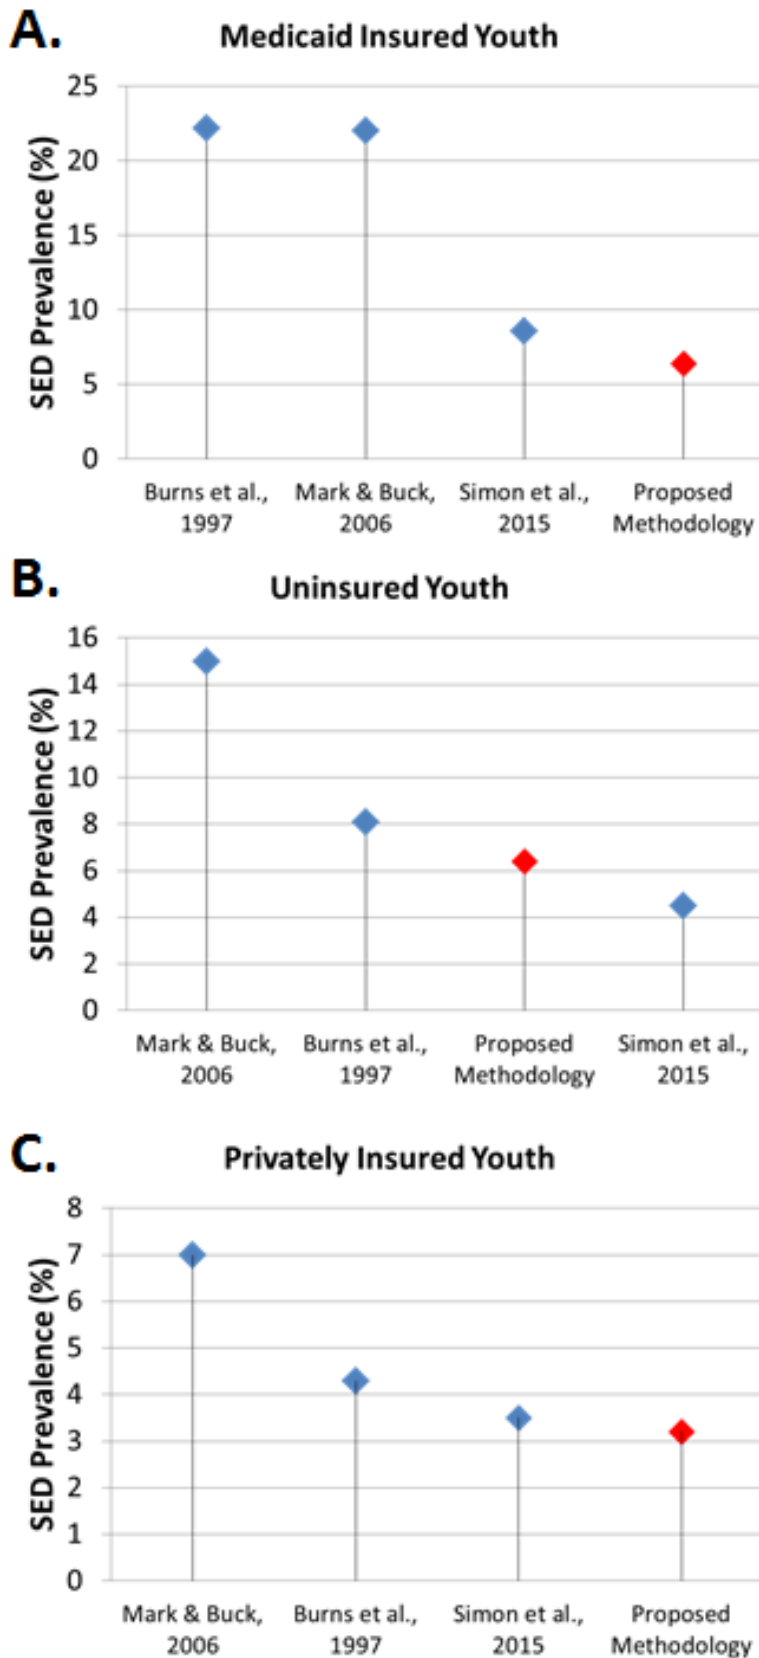 A.
Medicaid Insured Youth
SED Prevalence (%)
25
20
15
10
5
0
Burns et al.,
1997
Mark & Buck,
2006
Simon et al.,
2015
Proposed
Methodology
B.
Uninsured Youth
SED Prevalence (%)
16
14
12
10
8
6
4
2
0
Mark & Buck,
2006
Burns et al.,
1997
Proposed
Methodology
Simon et al.,
2015
C.
Privately Insured Youth
SED Prevalence (%)
8
7
6
5
4
3
2
1
0
Mark & Buck,
2006
Burns et al.,
1997
Simon et al.,
2015
Proposed
Methodology